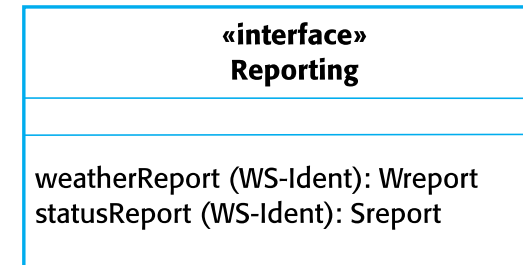 «interface»
Reporting
weatherReport (WS-Ident): Wreport
statusReport (WS-Ident): Sreport